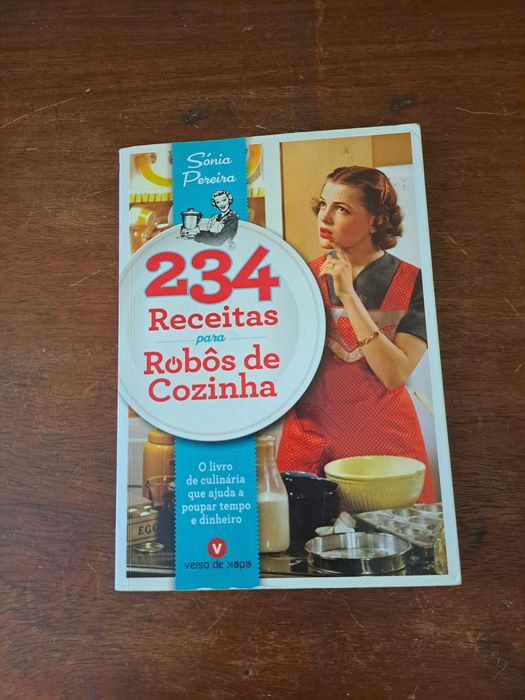 Sónia
Pereira
234
Receitas
para
Robôs de
Cozinha
O livro
de culinária
que ajuda a
poupar tempo
e dinheiro
V
verso de kapa
EGG